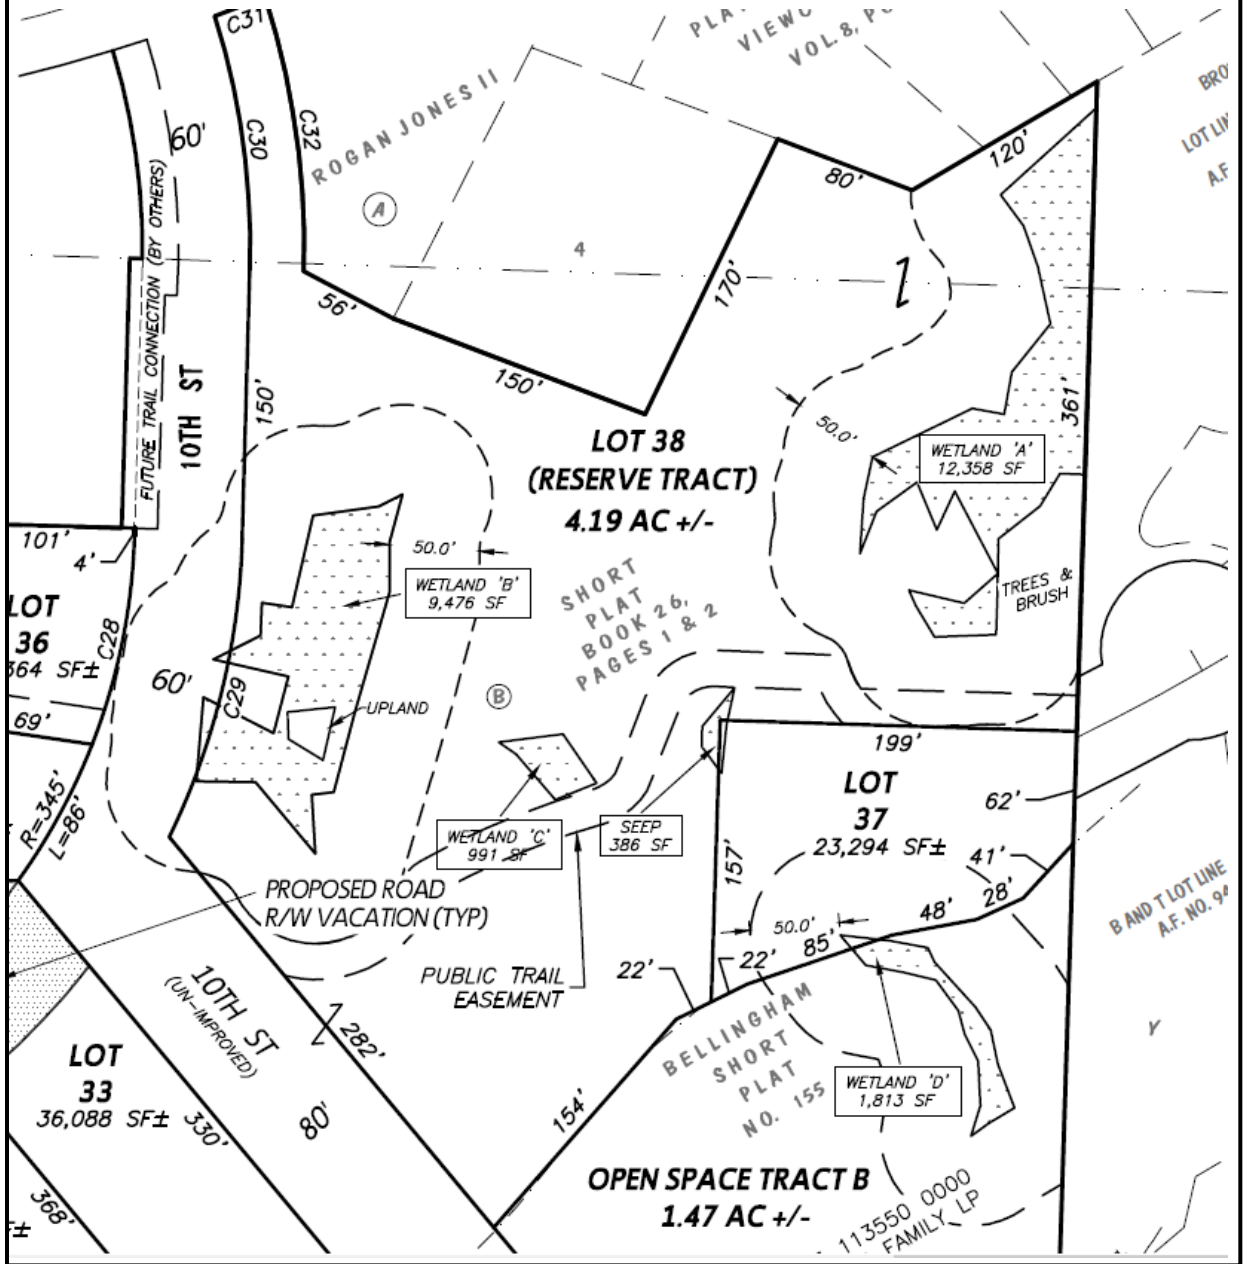 C31
C30
C32
60'
ROGAN JONES II
A
4
VOL. 8,
BRO
LOT LIN
A.F.
120'
80'
170'
56'
150'
FUTURE TRAIL CONNECTION (BY OTHERS)
10TH ST
150'
361'
50.0'
LOT 38
(RESERVE TRACT)
4.19 AC +/-
WETLAND 'A'
12,358 SF
101'
4'
LOT
36
364 SF±
C28
69'
60'
C29
50.0'
WETLAND 'B'
9,476 SF
UPLAND
B
SHORT
PLAT
BOOK 26,
PAGES 1 & 2
TREES &
BRUSH
199'
LOT
37
23,294 SF±
62'
41'
28'
48'
85'
50.0'
157'
22'
22'
R=345'
L=86'
WETLAND 'C'
991 SF
SEEP
386 SF
PROPOSED ROAD
R/W VACATION (TYP)
PUBLIC TRAIL
EASEMENT
B AND T LOT LINE
A.F. NO. 94
10TH ST
(UN-IMPROVED)
282'
80'
LOT
33
36,088 SF±
330'
368'
154'
BELLINGHAM
SHORT
PLAT
NO. 155
WETLAND 'D'
1,813 SF
OPEN SPACE TRACT B
1.47 AC +/-
113550 0000
FAMILY LP